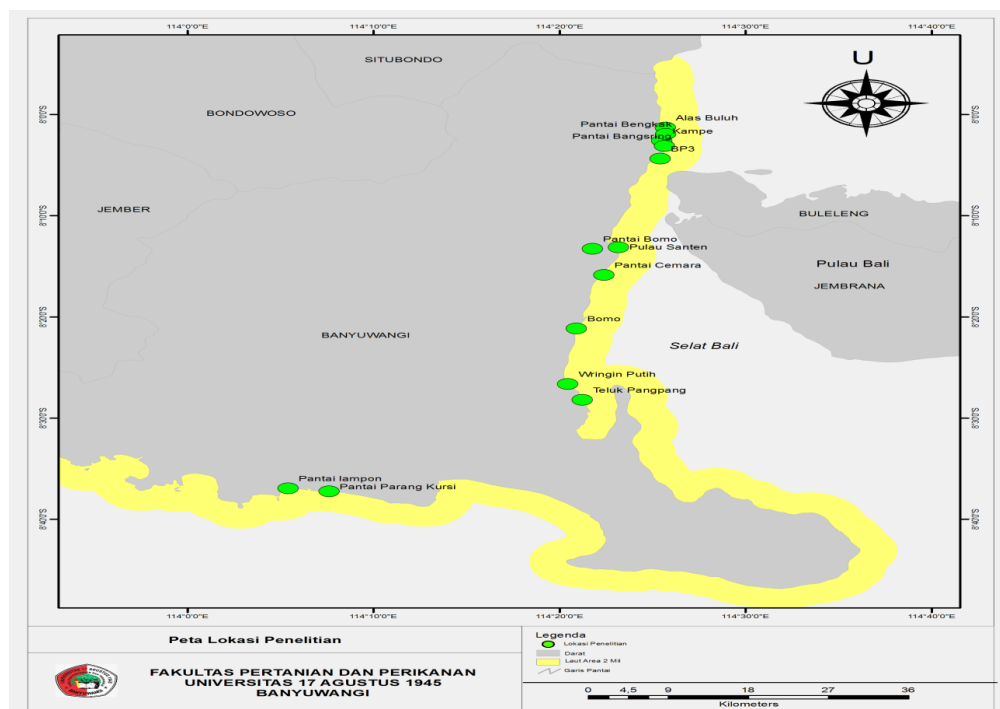 114°0'0"E 114°10'0"E 114°20'0"E 114°30'0"E 114°40'0"E
SITUBONDO
U
BONDOWOSO
8°0'0"S 8°0'0"S
Alas Buluh
Pantai Bengkak
Kampe
Pantai Bangsring
BP3
JEMBER
8°10'0"S 8°10'0"S
BULELENG
Pantai Bomo
Pulau Santen
Pantai Cemara
Pulau Bali
JEMBRANA
8°20'0"S 8°20'0"S
Bomo
BANYUWANGI
Selat Bali
Wringin Putih
Teluk Pangpang
8°30'0"S 8°30'0"S
Pantai lampon
Pantai Parang Kursi
8°40'0"S 8°40'0"S
114°0'0"E 114°10'0"E 114°20'0"E 114°30'0"E 114°40'0"E
Peta Lokasi Penelitian
FAKULTAS PERTANIAN DAN PERIKANAN
UNIVERSITAS 17 AGUSTUS 1945
BANYUWANGI
Legenda
Lokasi Penelitian
Darat
Laut Area 2 Mil
Garis Pantai
0 4,5 9 18 27 36
Kilometers